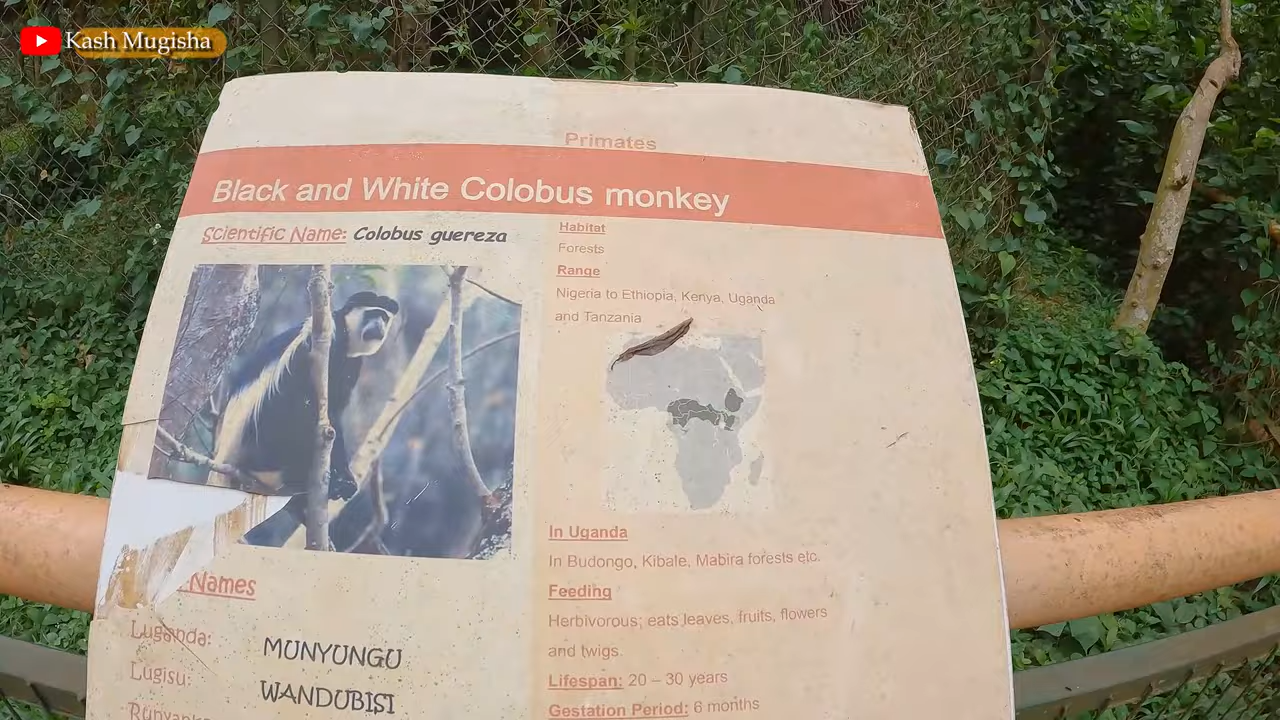 Kash Mugisha
Primates
Black and White Colobus monkey
Scientific Name: Colobus guereza
Names
Luganda: MUNYUNGU
Lugisu: WANDUBISI
Habitat
Forests
Range
Nigeria to Ethiopia, Kenya, Uganda
and Tanzania
In Uganda
In Budongo, Kibale, Mabira forests etc.
Feeding
Herbivorous; eats leaves, fruits, flowers
and twigs.
Lifespan: 20 – 30 years
Gestation Period: 6 months